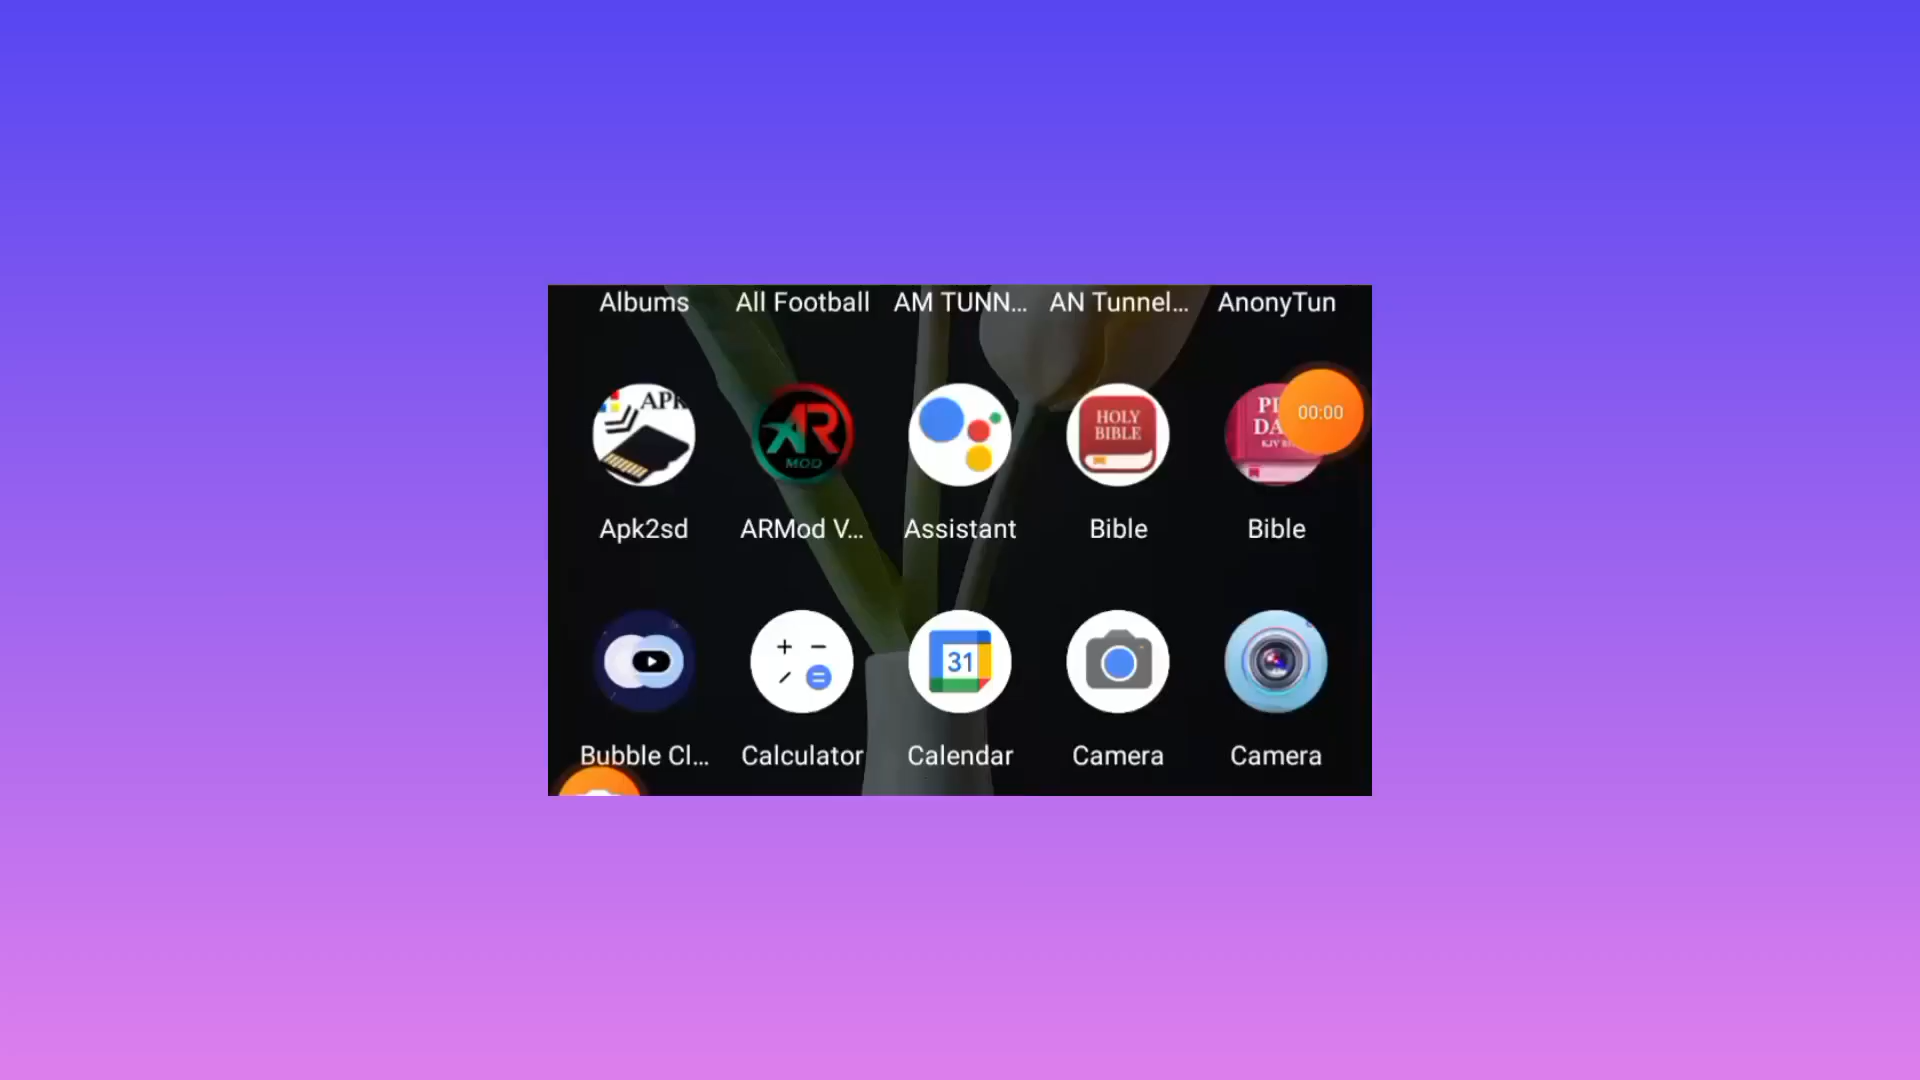 Albums All Football AM TUNN... AN Tunnel... AnonyTun
APK AR MOD HOLY BIBLE 00:00
Apk2sd ARMod V... Assistant Bible Bible
+ − 31
Bubble Cl... Calculator Calendar Camera Camera